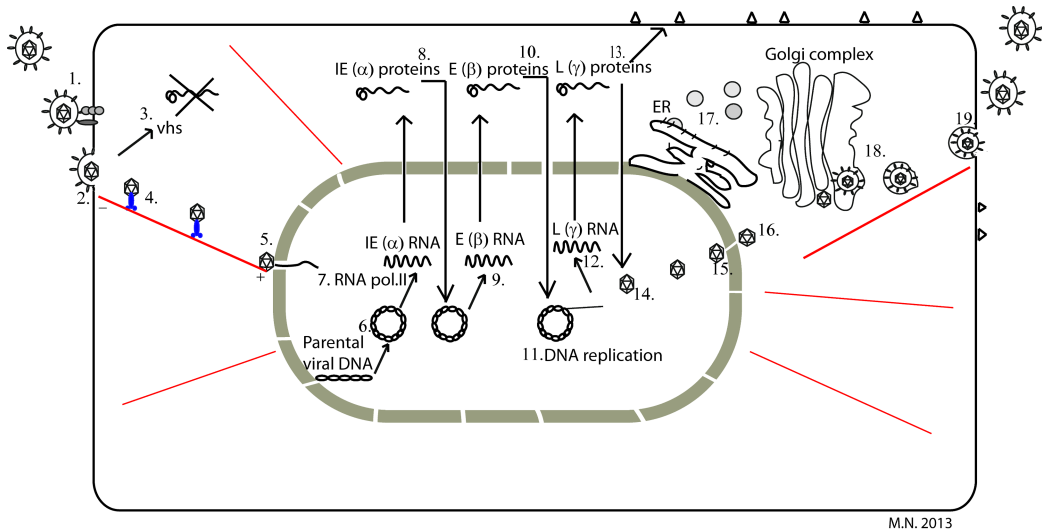 1.
2.
3.
vhs
4.
−
+
5.
6.
Parental
viral DNA
7. RNA pol.II
IE (α) RNA
8.
IE (α) proteins
E (β) RNA
9.
E (β) proteins
10.
11. DNA replication
L (γ) RNA
12.
13.
L (γ) proteins
14.
15.
16.
ER
17.
Golgi complex
18.
19.
M.N. 2013